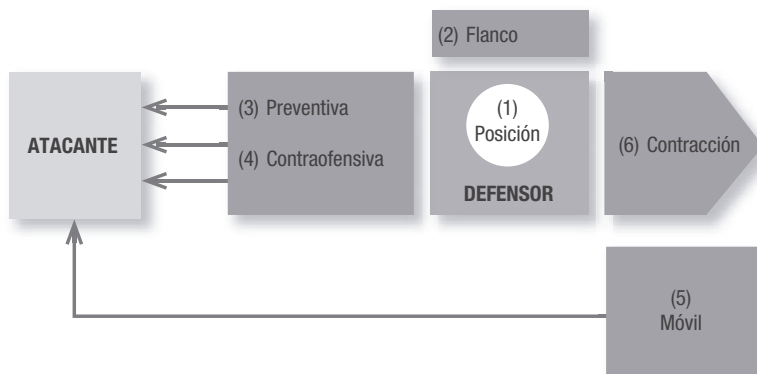 (2) Flanco
ATACANTE
(3) Preventiva
(4) Contraofensiva
(1)
Posición
DEFENSOR
(6) Contracción
(5)
Móvil